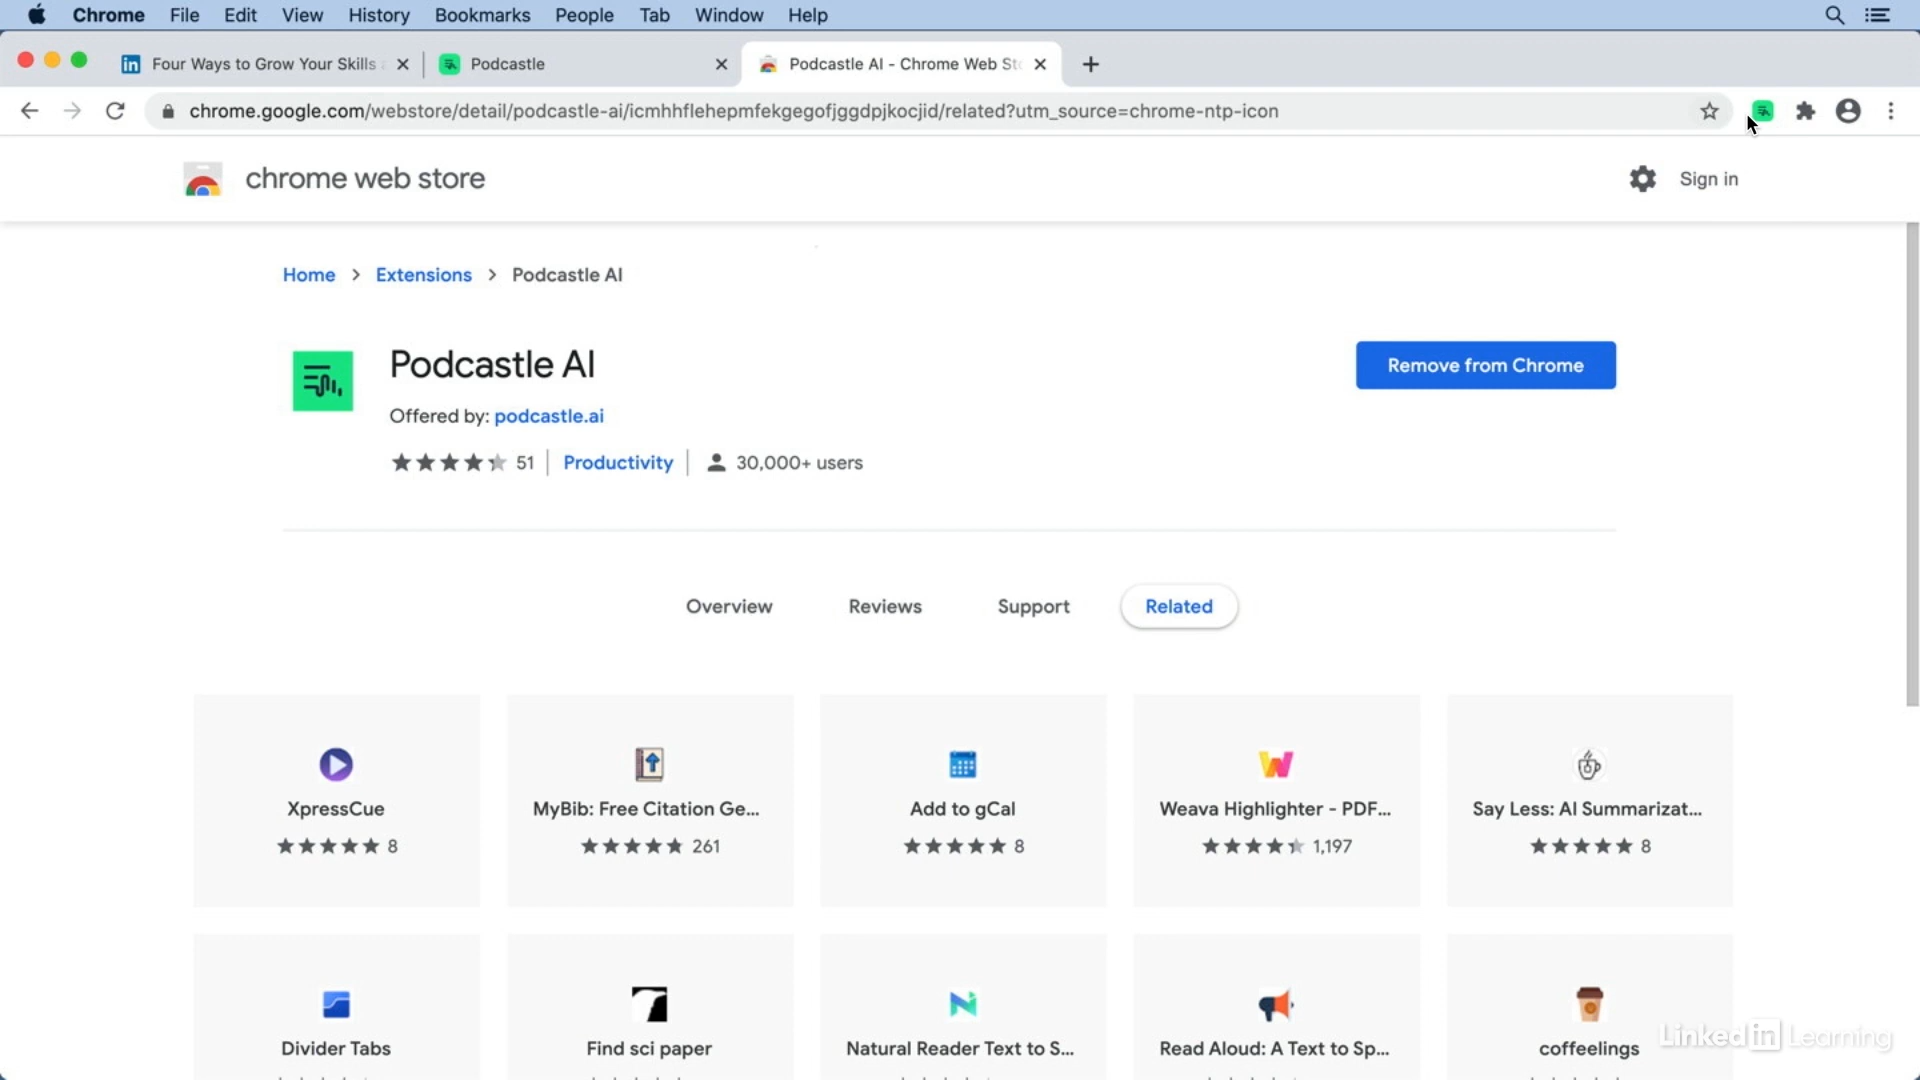 Chrome File Edit View History Bookmarks People Tab Window Help
Four Ways to Grow Your Skills
Podcastle
Podcastle AI - Chrome Web St
chrome.google.com/webstore/detail/podcastle-ai/icmhhflehepmfekgegofjggdpjkocjid/related?utm_source=chrome-ntp-icon
chrome web store
Sign in
Home > Extensions > Podcastle AI
Podcastle AI
Remove from Chrome
Offered by: podcastle.ai
51 | Productivity | 30,000+ users
Overview Reviews Support Related
XpressCue
8
MyBib: Free Citation Ge...
261
Add to gCal
8
Weava Highlighter - PDF...
1,197
Say Less: AI Summarizat...
8
Divider Tabs
Find sci paper
Natural Reader Text to S...
Read Aloud: A Text to Sp...
coffeelings
Linked in Learning